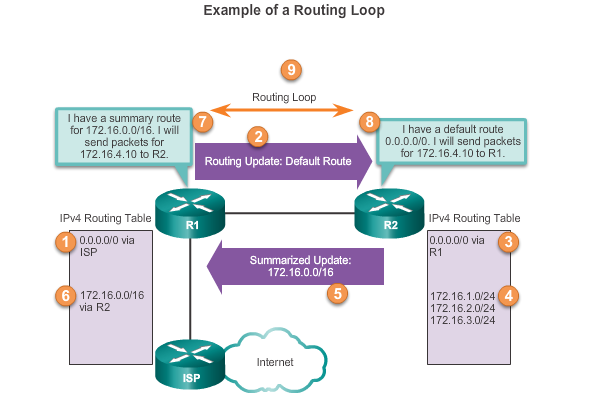 Example of a Routing Loop
9
Routing Loop
7
I have a summary route
for 172.16.0.0/16. I will
send packets for
172.16.4.10 to R2.
2
Routing Update: Default Route
8
I have a default route
0.0.0.0/0. I will send packets
for 172.16.4.10 to R1.
R1
R2
IPv4 Routing Table
1
0.0.0.0/0 via
ISP
6
172.16.0.0/16
via R2
Summarized Update:
172.16.0.0/16
5
IPv4 Routing Table
0.0.0.0/0 via
R1
3
172.16.1.0/24
172.16.2.0/24
172.16.3.0/24
4
ISP
Internet